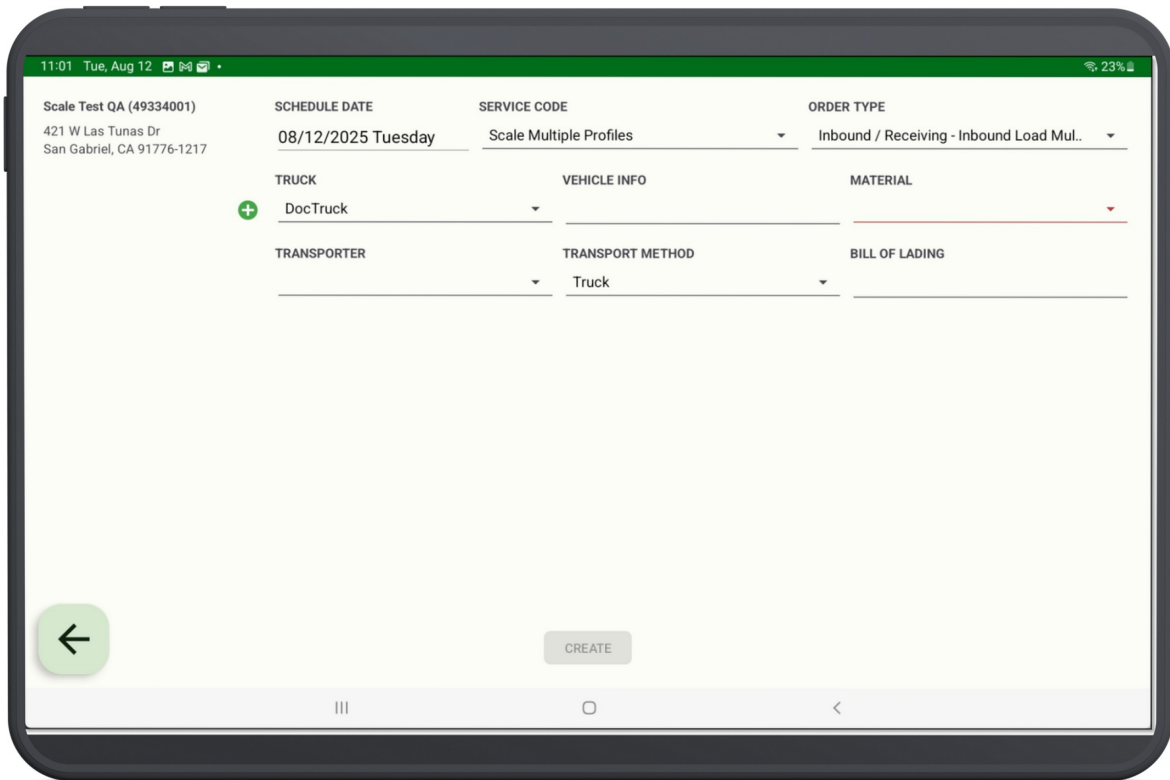 11:01 Tue, Aug 12 • 23%
Scale Test QA (49334001)
421 W Las Tunas Dr
San Gabriel, CA 91776-1217
SCHEDULE DATE SERVICE CODE ORDER TYPE
08/12/2025 Tuesday Scale Multiple Profiles Inbound / Receiving - Inbound Load Mul..
TRUCK VEHICLE INFO MATERIAL
DocTruck
TRANSPORTER TRANSPORT METHOD BILL OF LADING
Truck
CREATE